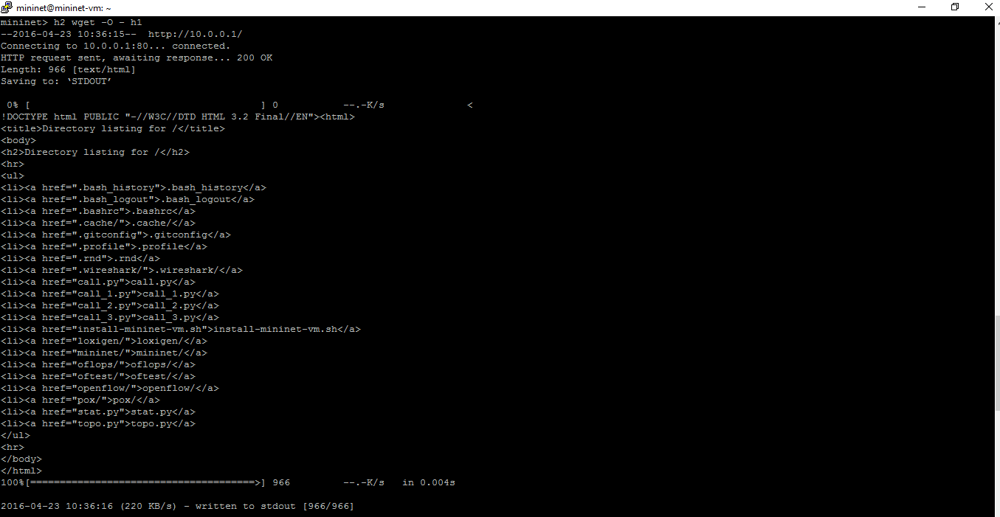 mininet@mininet-vm: ~
mininet> h2 wget -O - h1
--2016-04-23 10:36:15--  http://10.0.0.1/
Connecting to 10.0.0.1:80... connected.
HTTP request sent, awaiting response... 200 OK
Length: 966 [text/html]
Saving to: ‘STDOUT’
 0% [                                       ] 0           --.-K/s              <
!DOCTYPE html PUBLIC "-//W3C//DTD HTML 3.2 Final//EN"><html>
<title>Directory listing for /</title>
<body>
<h2>Directory listing for /</h2>
<hr>
<ul>
<li><a href=".bash_history">.bash_history</a>
<li><a href=".bash_logout">.bash_logout</a>
<li><a href=".bashrc">.bashrc</a>
<li><a href=".cache/">.cache/</a>
<li><a href=".gitconfig">.gitconfig</a>
<li><a href=".profile">.profile</a>
<li><a href=".rnd">.rnd</a>
<li><a href=".wireshark/">.wireshark/</a>
<li><a href="call.py">call.py</a>
<li><a href="call_1.py">call_1.py</a>
<li><a href="call_2.py">call_2.py</a>
<li><a href="call_3.py">call_3.py</a>
<li><a href="install-mininet-vm.sh">install-mininet-vm.sh</a>
<li><a href="loxigen/">loxigen/</a>
<li><a href="mininet/">mininet/</a>
<li><a href="oflops/">oflops/</a>
<li><a href="oftest/">oftest/</a>
<li><a href="openflow/">openflow/</a>
<li><a href="pox/">pox/</a>
<li><a href="stat.py">stat.py</a>
<li><a href="topo.py">topo.py</a>
</ul>
<hr>
</body>
</html>
100%[======================================>] 966         --.-K/s   in 0.004s
2016-04-23 10:36:16 (220 KB/s) - written to stdout [966/966]